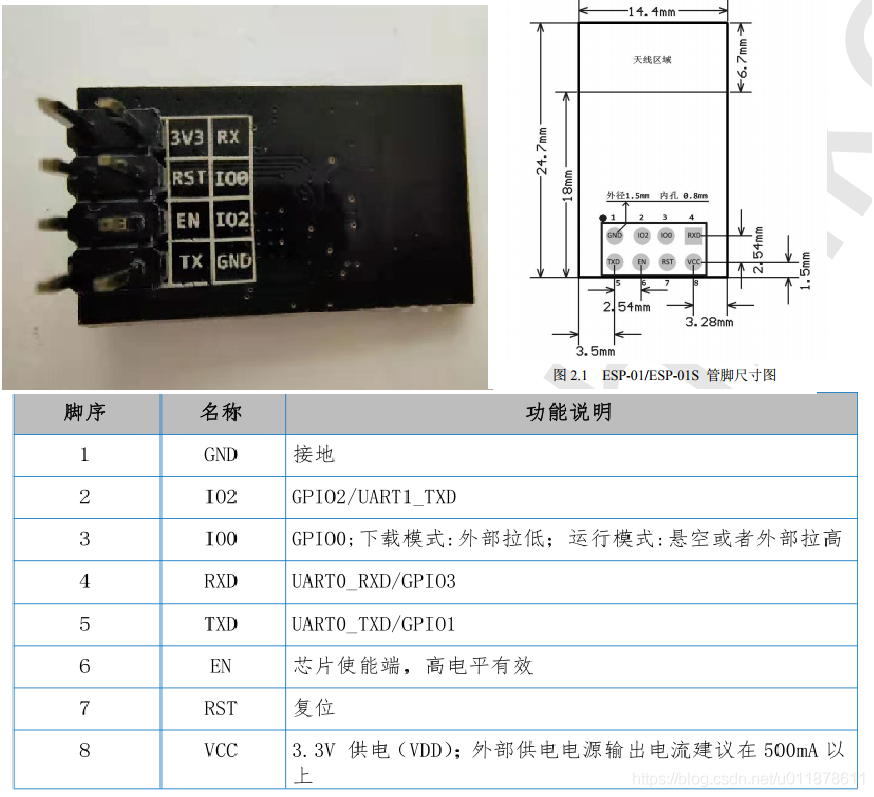 3V3 RX
RST IO0
EN IO2
TX GND
14.4mm
天线区域
6.7mm
24.7mm
18mm
外径1.5mm 内孔 0.8mm
1 2 3 4
GND IO2 IO0 RXD
TXD EN RST VCC
5 6 7 8
2.54mm
1.5mm
2.54mm
3.28mm
3.5mm
图 2.1 ESP-01/ESP-01S 管脚尺寸图
脚序 名称 功能说明
1 GND 接地
2 IO2 GPIO2/UART1_TXD
3 IO0 GPIO0;下载模式:外部拉低; 运行模式:悬空或者外部拉高
4 RXD UART0_RXD/GPIO3
5 TXD UART0_TXD/GPIO1
6 EN 芯片使能端，高电平有效
7 RST 复位
8 VCC 3.3V 供电(VDD); 外部供电电源输出电流建议在 500mA 以
上
https://blog.csdn.net/u011878611